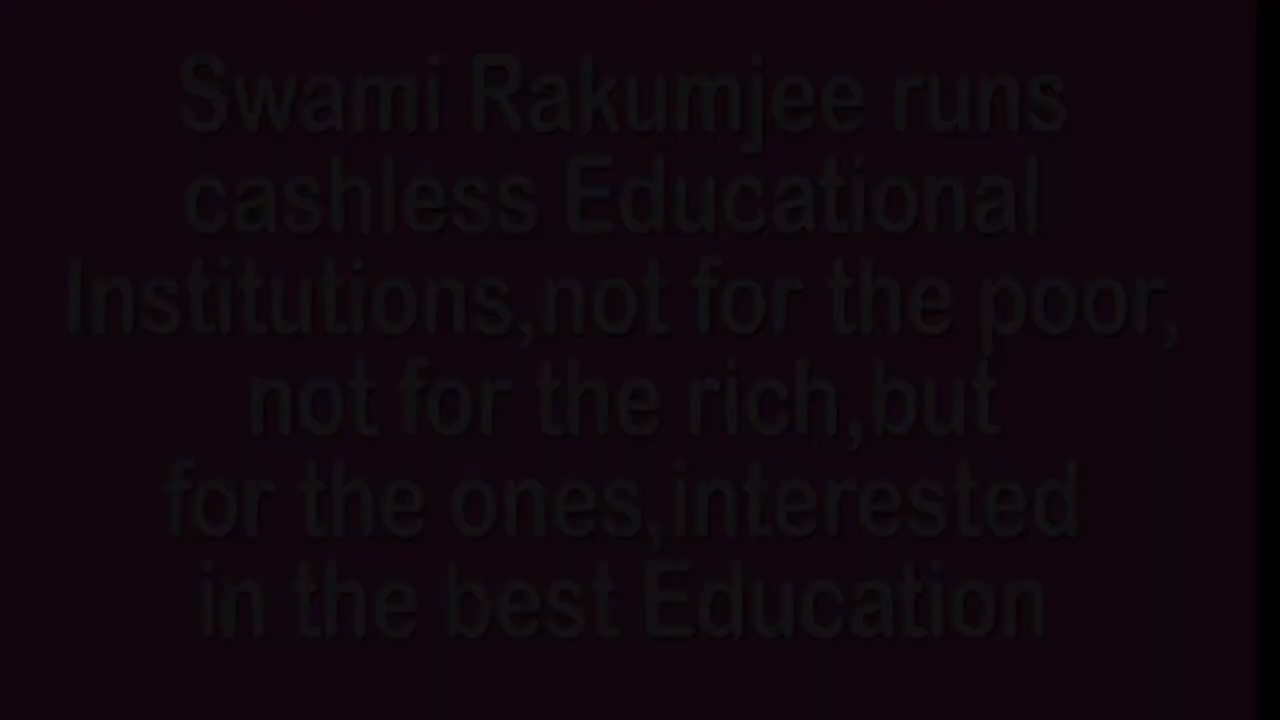 Swami Rakumjee runs
cashless Educational
Institutions,not for the poor,
not for the rich,but
for the ones,interested
in the best Education